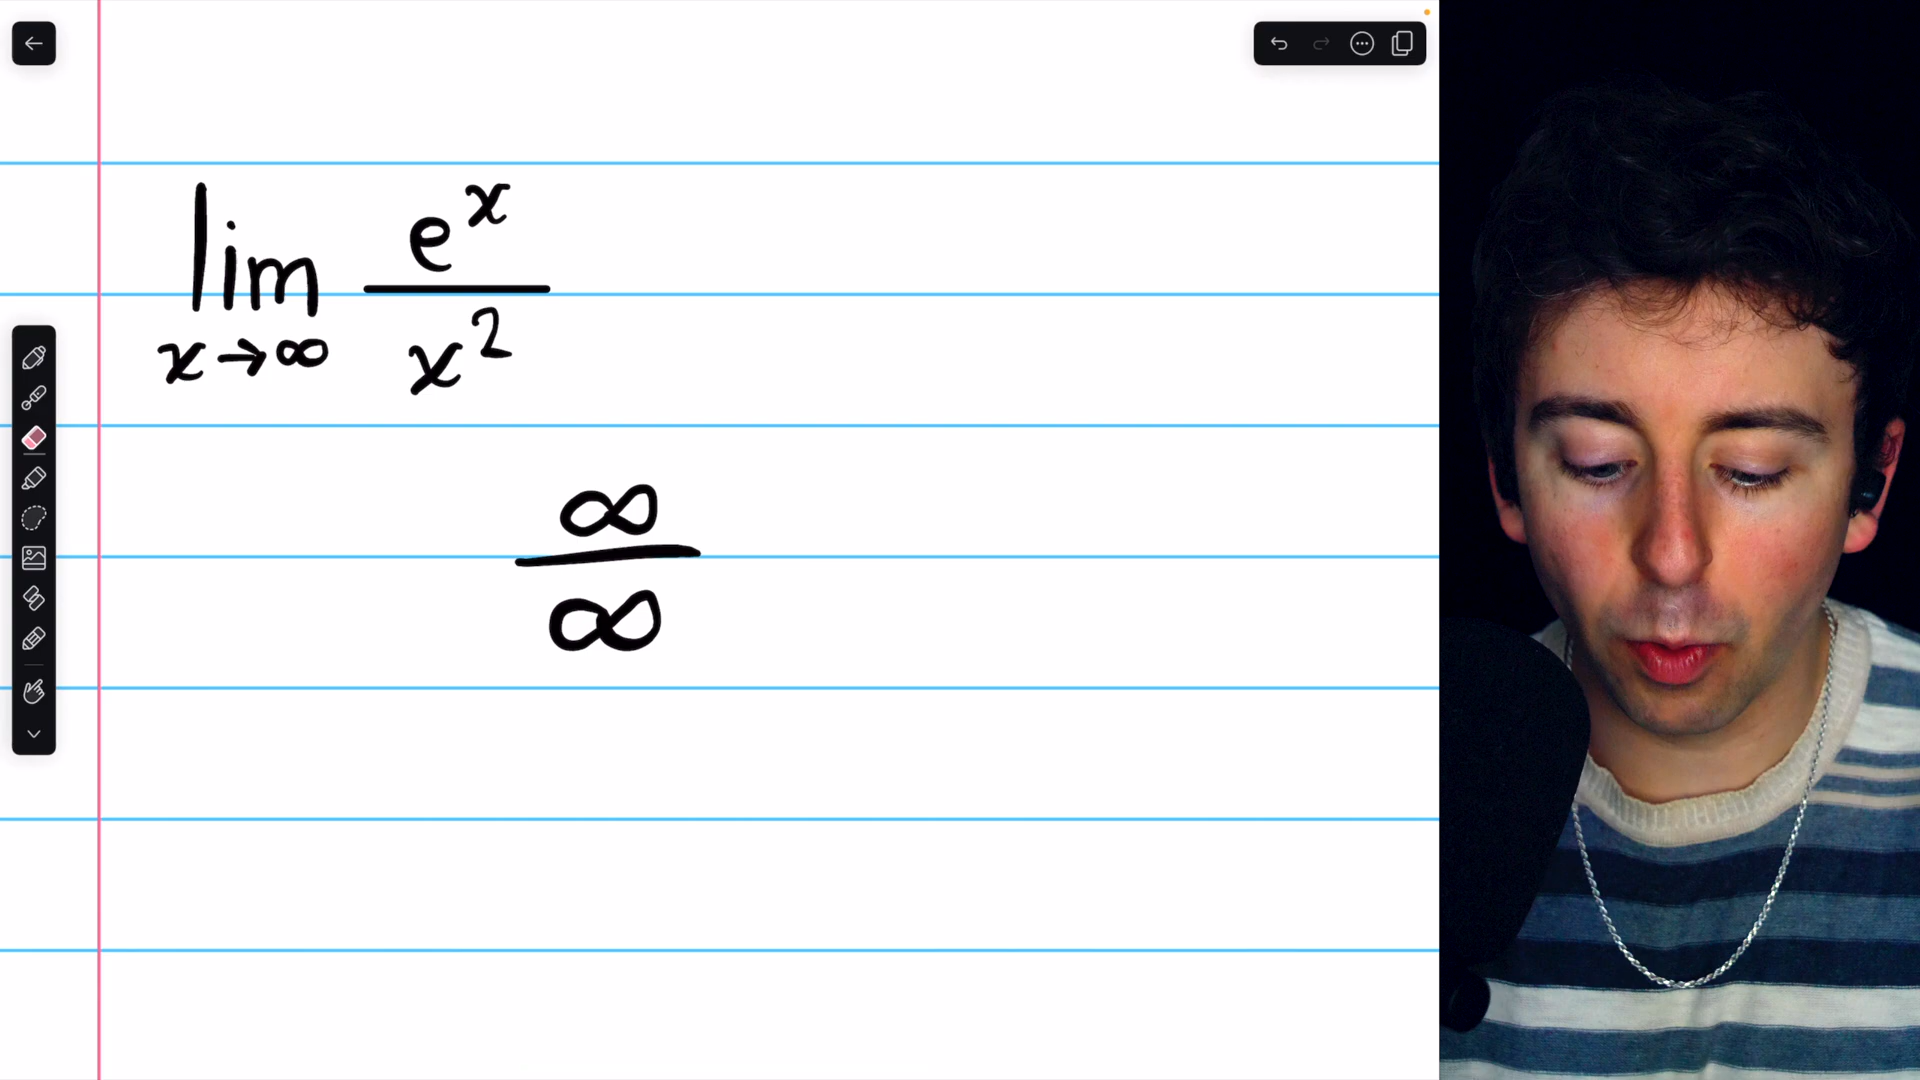 lim e^x
x→∞ x^2
∞
∞